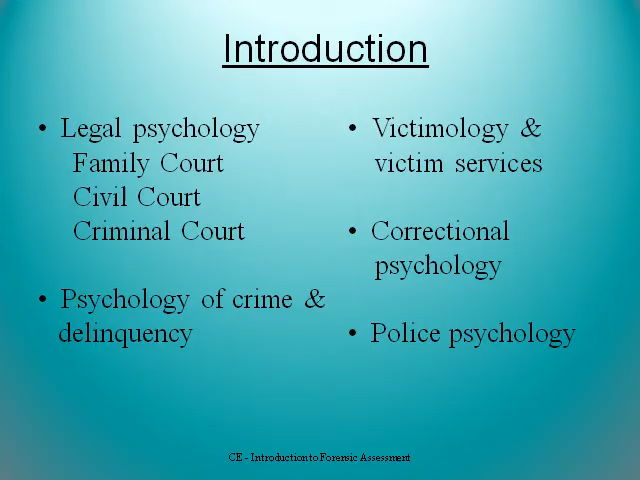 Introduction
• Legal psychology
Family Court
Civil Court
Criminal Court
• Psychology of crime &
delinquency
• Victimology &
victim services
• Correctional
psychology
• Police psychology
CE - Introduction to Forensic Assessment